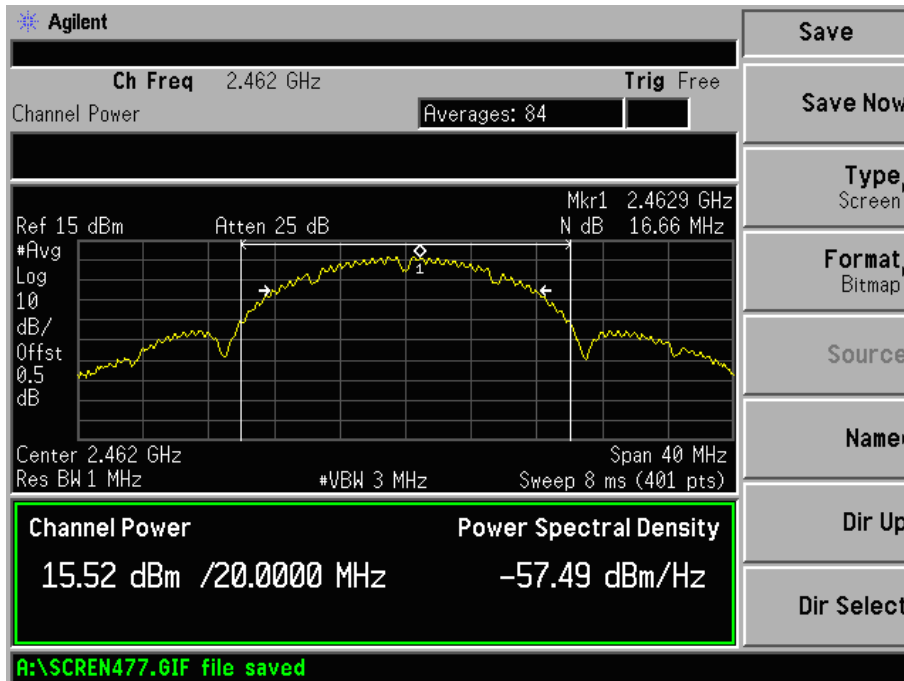 Agilent
Ch Freq 2.462 GHz Trig Free
Channel Power Averages: 84
Mkr1 2.4629 GHz
Ref 15 dBm Atten 25 dB N dB 16.66 MHz
#Avg
Log
10
dB/
Offst
0.5
dB
1
Center 2.462 GHz Span 40 MHz
Res BW 1 MHz #VBW 3 MHz Sweep 8 ms (401 pts)
Channel Power Power Spectral Density
15.52 dBm /20.0000 MHz -57.49 dBm/Hz
A:\SCREN477.GIF file saved
Save
Save Now
Type
Screen
Format
Bitmap
Source
Name
Dir Up
Dir Select